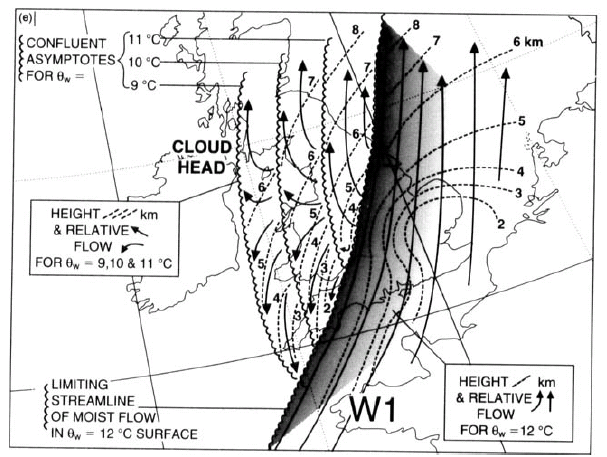 (e)
CONFLUENT
ASYMPTOTES
FOR θw =
11 °C
10 °C
9 °C
CLOUD
HEAD
HEIGHT km
& RELATIVE
FLOW
FOR θw = 9,10 & 11 °C
LIMITING
STREAMLINE
OF MOIST FLOW
IN θw = 12 °C SURFACE
W1
HEIGHT km
& RELATIVE
FLOW
FOR θw = 12 °C
8
7
6
6
5
4
7
6
5
4
3
2
5
4
3
8
7
6 km
5
4
3
2